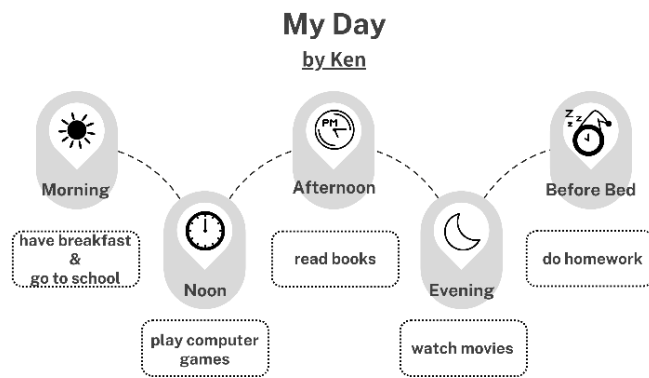 My Day
by Ken
Morning
have breakfast
&
go to school
Noon
play computer
games
PM
Afternoon
read books
Evening
watch movies
Z
Z
Z
Z
Before Bed
do homework